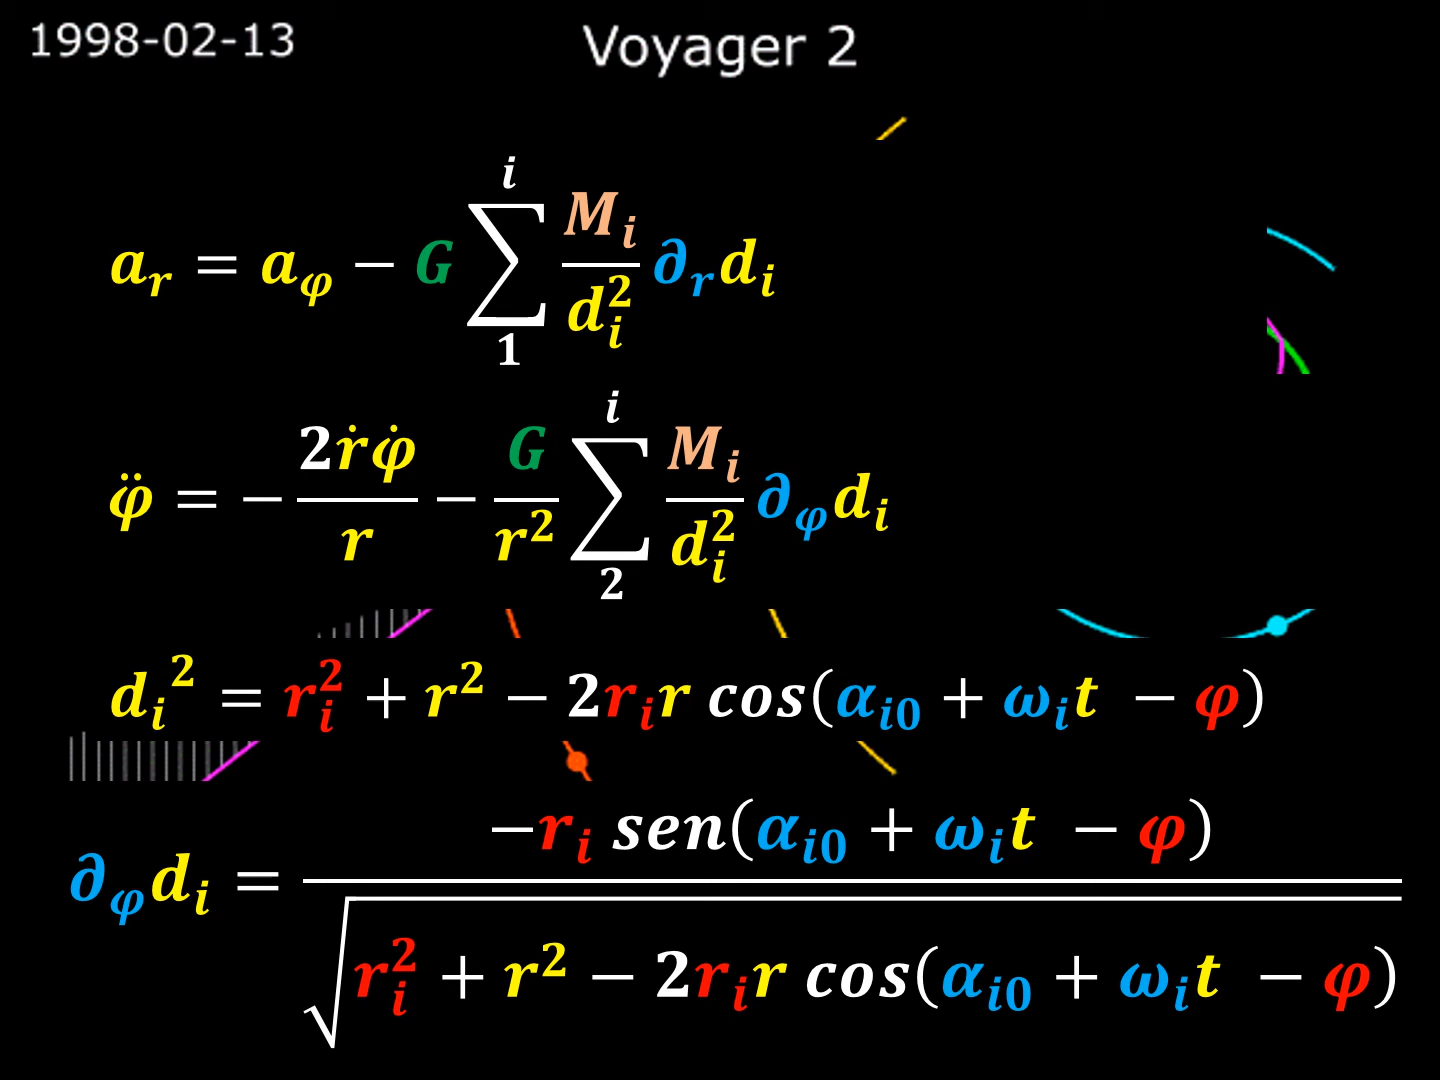 1998-02-13
Voyager 2
a_r = a_φ − G ∑_1^i M_i/d_i^2 ∂_r d_i
φ̈ = − 2ṙφ̇/r − G/r^2 ∑_2^i M_i/d_i^2 ∂_φ d_i
d_i^2 = r_i^2 + r^2 − 2r_i r cos(α_i0 + ω_i t − φ)
∂_φ d_i = −r_i sen(α_i0 + ω_i t − φ) / √(r_i^2 + r^2 − 2r_i r cos(α_i0 + ω_i t − φ))